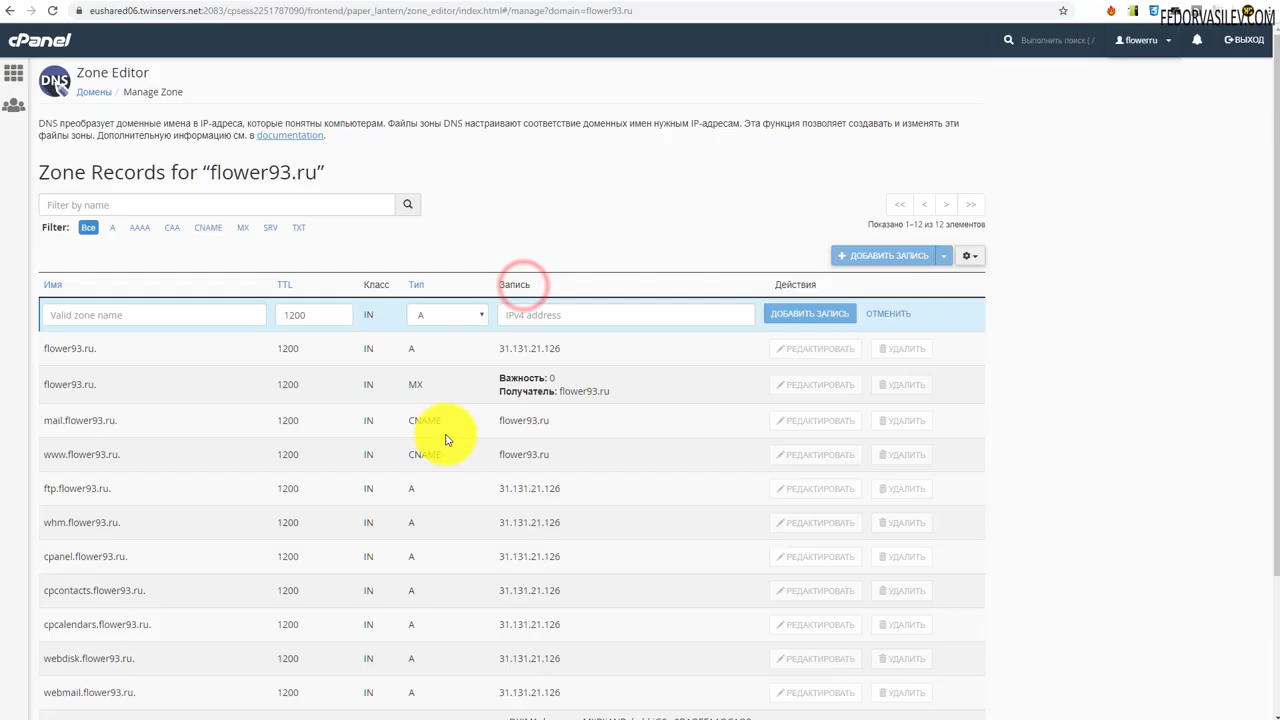 eushared06.twinservers.net:2083/cpsess2251787090/frontend/paper_lantern/zone_editor/index.html#/manage?domain=flower93.ru
FEDORVASILEV.COM
cPanel
Выполнить поиск ( /
flowerru
ВЫХОД
DNS
Zone Editor
Домены / Manage Zone
DNS преобразует доменные имена в IP-адреса, которые понятны компьютерам. Файлы зоны DNS настраивают соответствие доменных имен нужным IP-адресам. Эта функция позволяет создавать и изменять эти
файлы зоны. Дополнительную информацию см. в documentation.
Zone Records for “flower93.ru”
Filter by name
<< < > >>
Filter: Все A AAAA CAA CNAME MX SRV TXT
Показано 1–12 из 12 элементов
ДОБАВИТЬ ЗАПИСЬ
Имя TTL Класс Тип Запись Действия
Valid zone name 1200 IN A IPv4 address ДОБАВИТЬ ЗАПИСЬ ОТМЕНИТЬ
flower93.ru. 1200 IN A 31.131.21.126 РЕДАКТИРОВАТЬ УДАЛИТЬ
flower93.ru. 1200 IN MX Важность: 0 РЕДАКТИРОВАТЬ УДАЛИТЬ
Получатель: flower93.ru
mail.flower93.ru. 1200 IN CNAME flower93.ru РЕДАКТИРОВАТЬ УДАЛИТЬ
www.flower93.ru. 1200 IN CNAME flower93.ru РЕДАКТИРОВАТЬ УДАЛИТЬ
ftp.flower93.ru. 1200 IN A 31.131.21.126 РЕДАКТИРОВАТЬ УДАЛИТЬ
whm.flower93.ru. 1200 IN A 31.131.21.126 РЕДАКТИРОВАТЬ УДАЛИТЬ
cpanel.flower93.ru. 1200 IN A 31.131.21.126 РЕДАКТИРОВАТЬ УДАЛИТЬ
cpcontacts.flower93.ru. 1200 IN A 31.131.21.126 РЕДАКТИРОВАТЬ УДАЛИТЬ
cpcalendars.flower93.ru. 1200 IN A 31.131.21.126 РЕДАКТИРОВАТЬ УДАЛИТЬ
webdisk.flower93.ru. 1200 IN A 31.131.21.126 РЕДАКТИРОВАТЬ УДАЛИТЬ
webmail.flower93.ru. 1200 IN A 31.131.21.126 РЕДАКТИРОВАТЬ УДАЛИТЬ